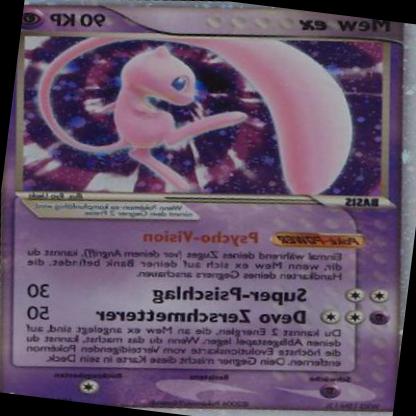 Mew ex 90 KP
Wenn Pokémon-ex kampfunfähig wird,
nimmt dein Gegner 2 Preise
BASIS
Poké-POWER Psycho-Vision
Einmal während deines Zuges (vor deinem Angriff), kannst du
dir, wenn Mew ex sich auf deiner Bank befindet, die
Handkarten deines Gegners anschauen.
Super-Psischlag 30
Devo Zerschmetterer 50
Du kannst 2 Energien, die an Mew ex angelegt sind, auf
deinen Ablagestapel legen. Wenn du das machst, kannst du
die höchste Evolutionskarte vom Verteidigenden Pokémon
entfernen. Dein Gegner mischt diese Karte in sein Deck.
Schwäche Resistenz Rückzugskosten